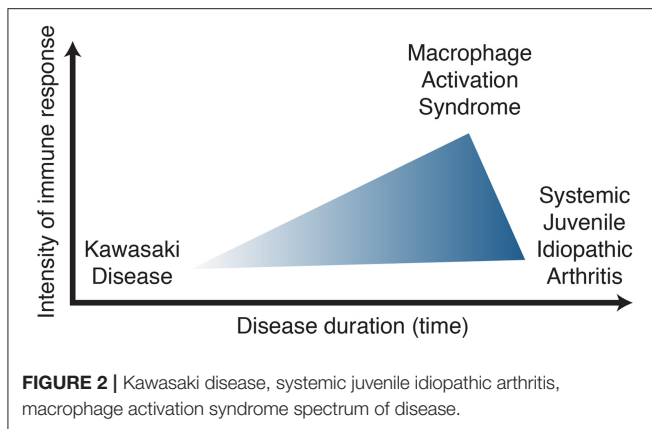 Intensity of immune response
Macrophage
Activation
Syndrome
Kawasaki
Disease
Systemic
Juvenile
Idiopathic
Arthritis
Disease duration (time)
FIGURE 2 | Kawasaki disease, systemic juvenile idiopathic arthritis,
macrophage activation syndrome spectrum of disease.